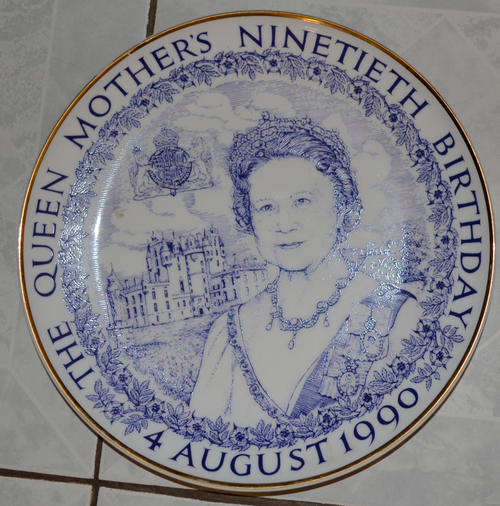 THE QUEEN MOTHER'S NINETIETH BIRTHDAY
4 AUGUST 1990